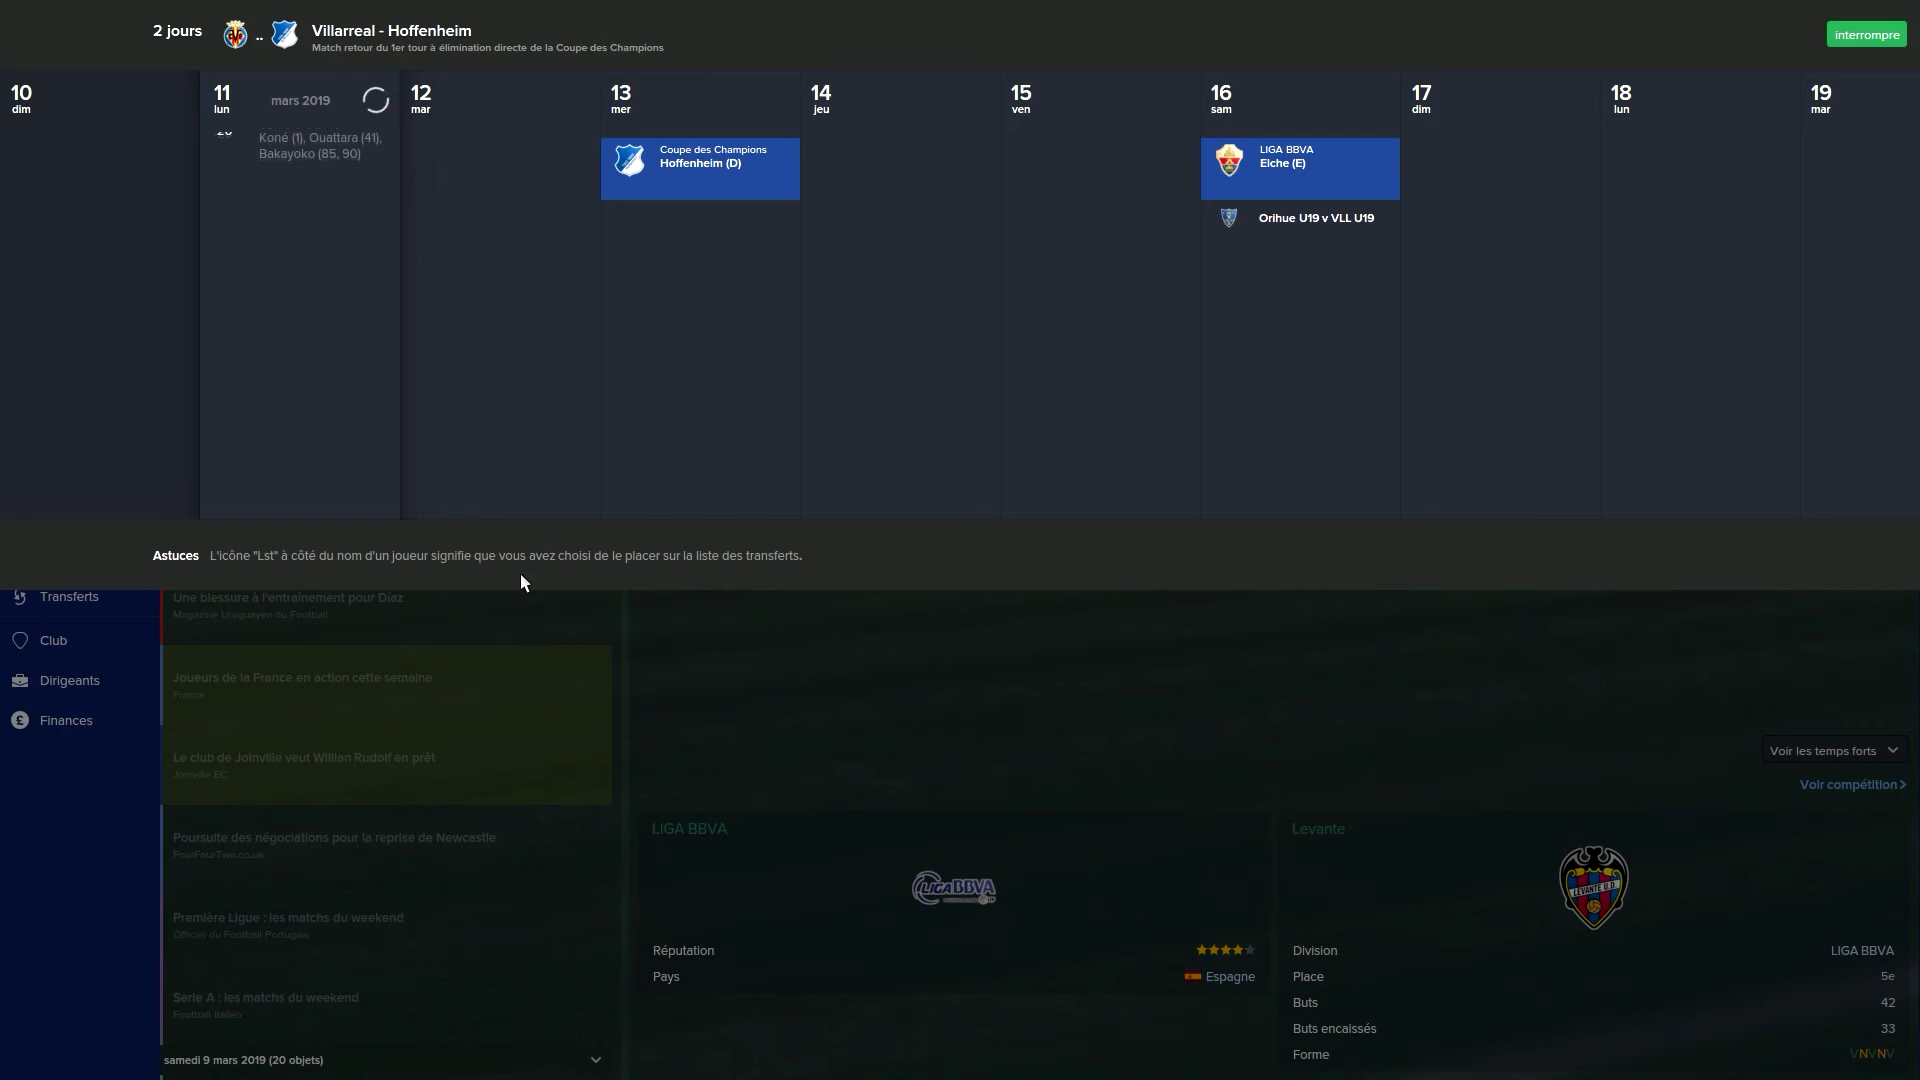 2 jours
..
Villarreal - Hoffenheim
Match retour du 1er tour à élimination directe de la Coupe des Champions
interrompre
10
dim
11
lun
mars 2019
12
mar
13
mer
14
jeu
15
ven
16
sam
17
dim
18
lun
19
mar
Koné (1), Ouattara (41),
Bakayoko (85, 90)
Coupe des Champions
Hoffenheim (D)
LIGA BBVA
Elche (E)
Orihue U19 v VLL U19
Astuces L'icône "Lst" à côté du nom d'un joueur signifie que vous avez choisi de le placer sur la liste des transferts.
Transferts
Club
Dirigeants
Finances
Une blessure à l'entraînement pour Díaz
Magazine Uruguayen du Football
Joueurs de la France en action cette semaine
France
Le club de Joinville veut Willian Rudolf en prêt
Joinville EC
Poursuite des négociations pour la reprise de Newcastle
FourFourTwo.co.uk
Première Ligue : les matchs du weekend
Officiel du Football Portugais
Série A : les matchs du weekend
Football Italien
samedi 9 mars 2019 (20 objets)
Voir les temps forts
Voir compétition
LIGA BBVA
LIGA BBVA
Réputation
Pays
Espagne
Levante
LEVANTE U.D.
Division
LIGA BBVA
Place
5e
Buts
42
Buts encaissés
33
Forme
VNVNV